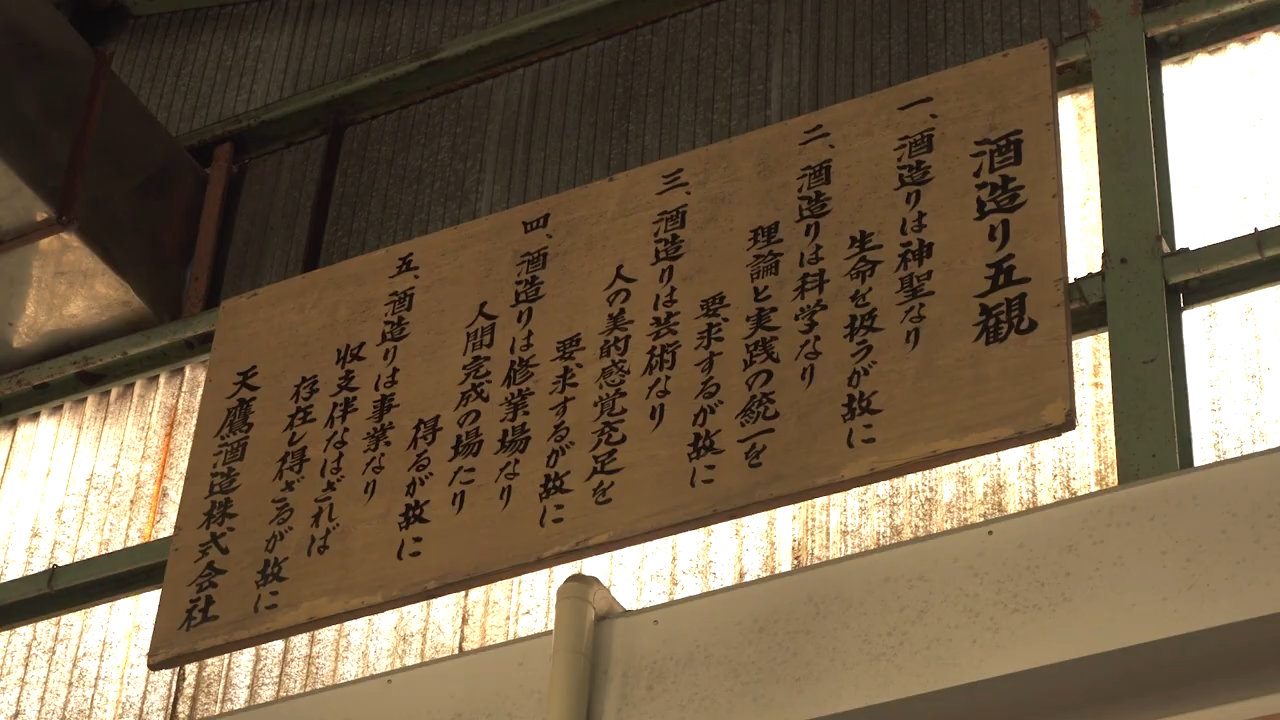 酒造り五観
一、酒造りは神聖なり
生命を扱うが故に
二、酒造りは科学なり
理論と実践の統一を
要求するが故に
三、酒造りは芸術なり
人の美的感覚充足を
要求するが故に
四、酒造りは修業場なり
人間完成の場たり
得るが故に
五、酒造りは事業なり
収支伴なはざれば
存在し得ざるが故に
天鷹酒造株式会社